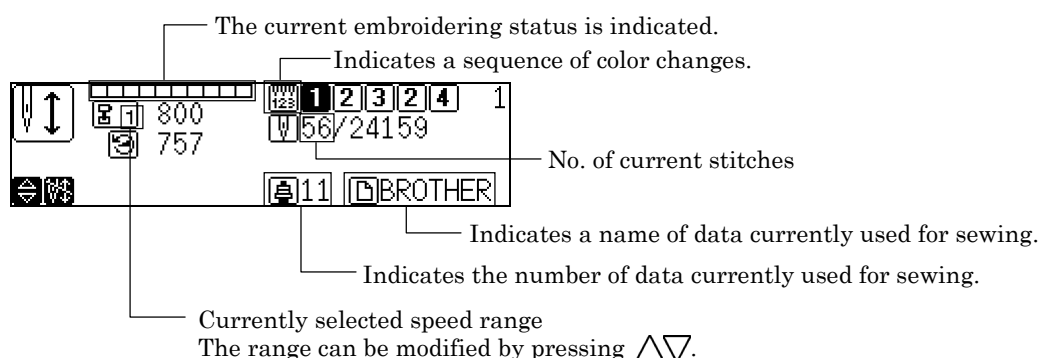 The current embroidering status is indicated.
Indicates a sequence of color changes.
123 1 2 3 2 4 1
1 800
56/24159
757
No. of current stitches
11 BROTHER
Indicates a name of data currently used for sewing.
Indicates the number of data currently used for sewing.
Currently selected speed range
The range can be modified by pressing △▽.